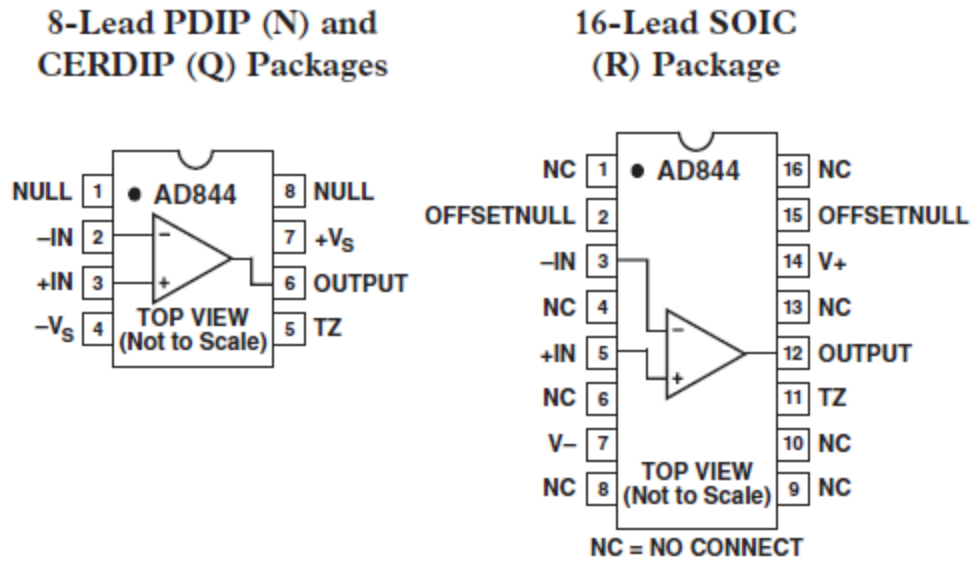 8-Lead PDIP (N) and
CERDIP (Q) Packages
NULL 1 AD844 8 NULL
–IN 2 − 7 +VS
+IN 3 + 6 OUTPUT
–VS 4 TOP VIEW 5 TZ
(Not to Scale)
16-Lead SOIC
(R) Package
NC 1 AD844 16 NC
OFFSETNULL 2 15 OFFSETNULL
–IN 3 14 V+
NC 4 − 13 NC
+IN 5 + 12 OUTPUT
NC 6 11 TZ
V– 7 10 NC
TOP VIEW
NC 8 (Not to Scale) 9 NC
NC = NO CONNECT